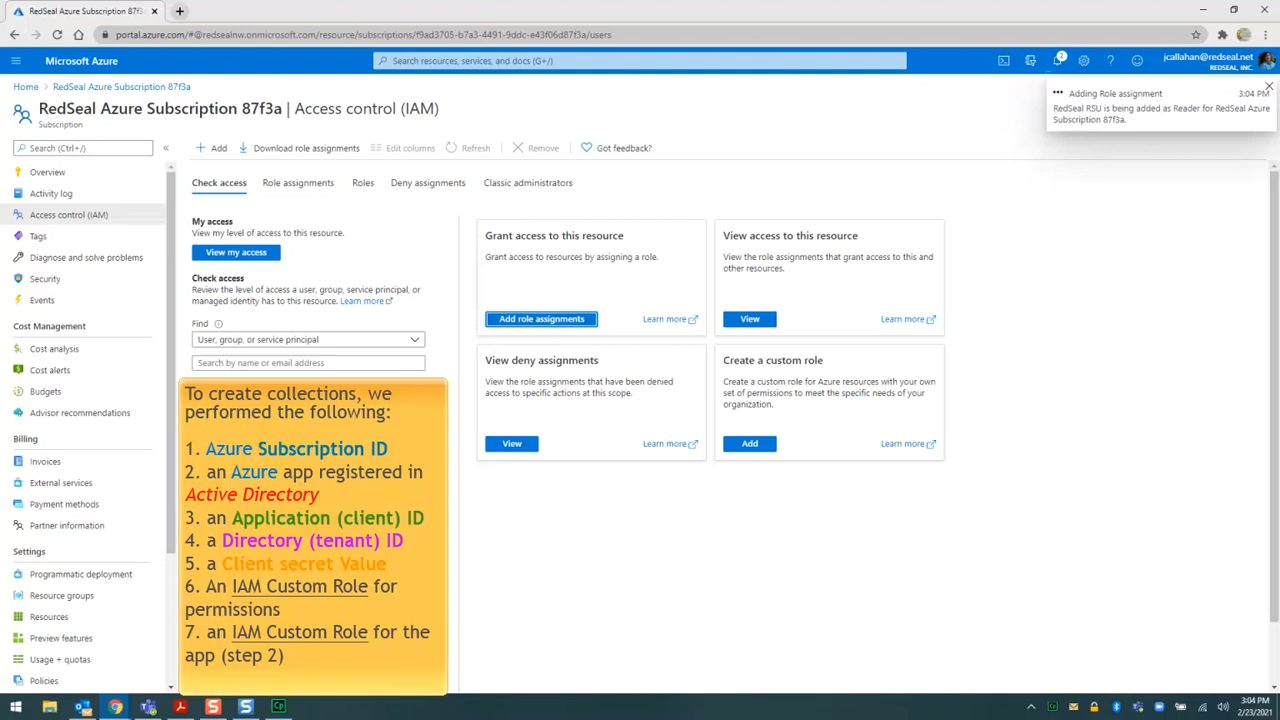 RedSeal Azure Subscription 87f3a
portal.azure.com/#@redsealnw.onmicrosoft.com/resource/subscriptions/f9ad3705-b7a3-4491-9ddc-e43f06d87f3a/users
Microsoft Azure
Search resources, services, and docs (G+/)
jcallahan@redseal.net
REDSEAL, INC.
Home > RedSeal Azure Subscription 87f3a
RedSeal Azure Subscription 87f3a | Access control (IAM)
Subscription
Adding Role assignment 3:04 PM
RedSeal RSU is being added as Reader for RedSeal Azure
Subscription 87f3a.
Search (Ctrl+/)
Add
Download role assignments
Edit columns
Refresh
Remove
Got feedback?
Overview
Activity log
Access control (IAM)
Tags
Diagnose and solve problems
Security
Events
Cost Management
Cost analysis
Cost alerts
Budgets
Advisor recommendations
Billing
Invoices
External services
Payment methods
Partner information
Settings
Programmatic deployment
Resource groups
Resources
Preview features
Usage + quotas
Policies
Check access
Role assignments
Roles
Deny assignments
Classic administrators
My access
View my level of access to this resource.
View my access
Check access
Review the level of access a user, group, service principal, or
managed identity has to this resource. Learn more
Find
User, group, or service principal
Search by name or email address
Grant access to this resource
Grant access to resources by assigning a role.
Add role assignments
Learn more
View access to this resource
View the role assignments that grant access to this and
other resources.
View
Learn more
View deny assignments
View the role assignments that have been denied
access to specific actions at this scope.
View
Learn more
Create a custom role
Create a custom role for Azure resources with your own
set of permissions to meet the specific needs of your
organization.
Add
Learn more
To create collections, we
performed the following:
1. Azure Subscription ID
2. an Azure app registered in
Active Directory
3. an Application (client) ID
4. a Directory (tenant) ID
5. a Client secret Value
6. An IAM Custom Role for
permissions
7. an IAM Custom Role for the
app (step 2)
3:04 PM
2/23/2021